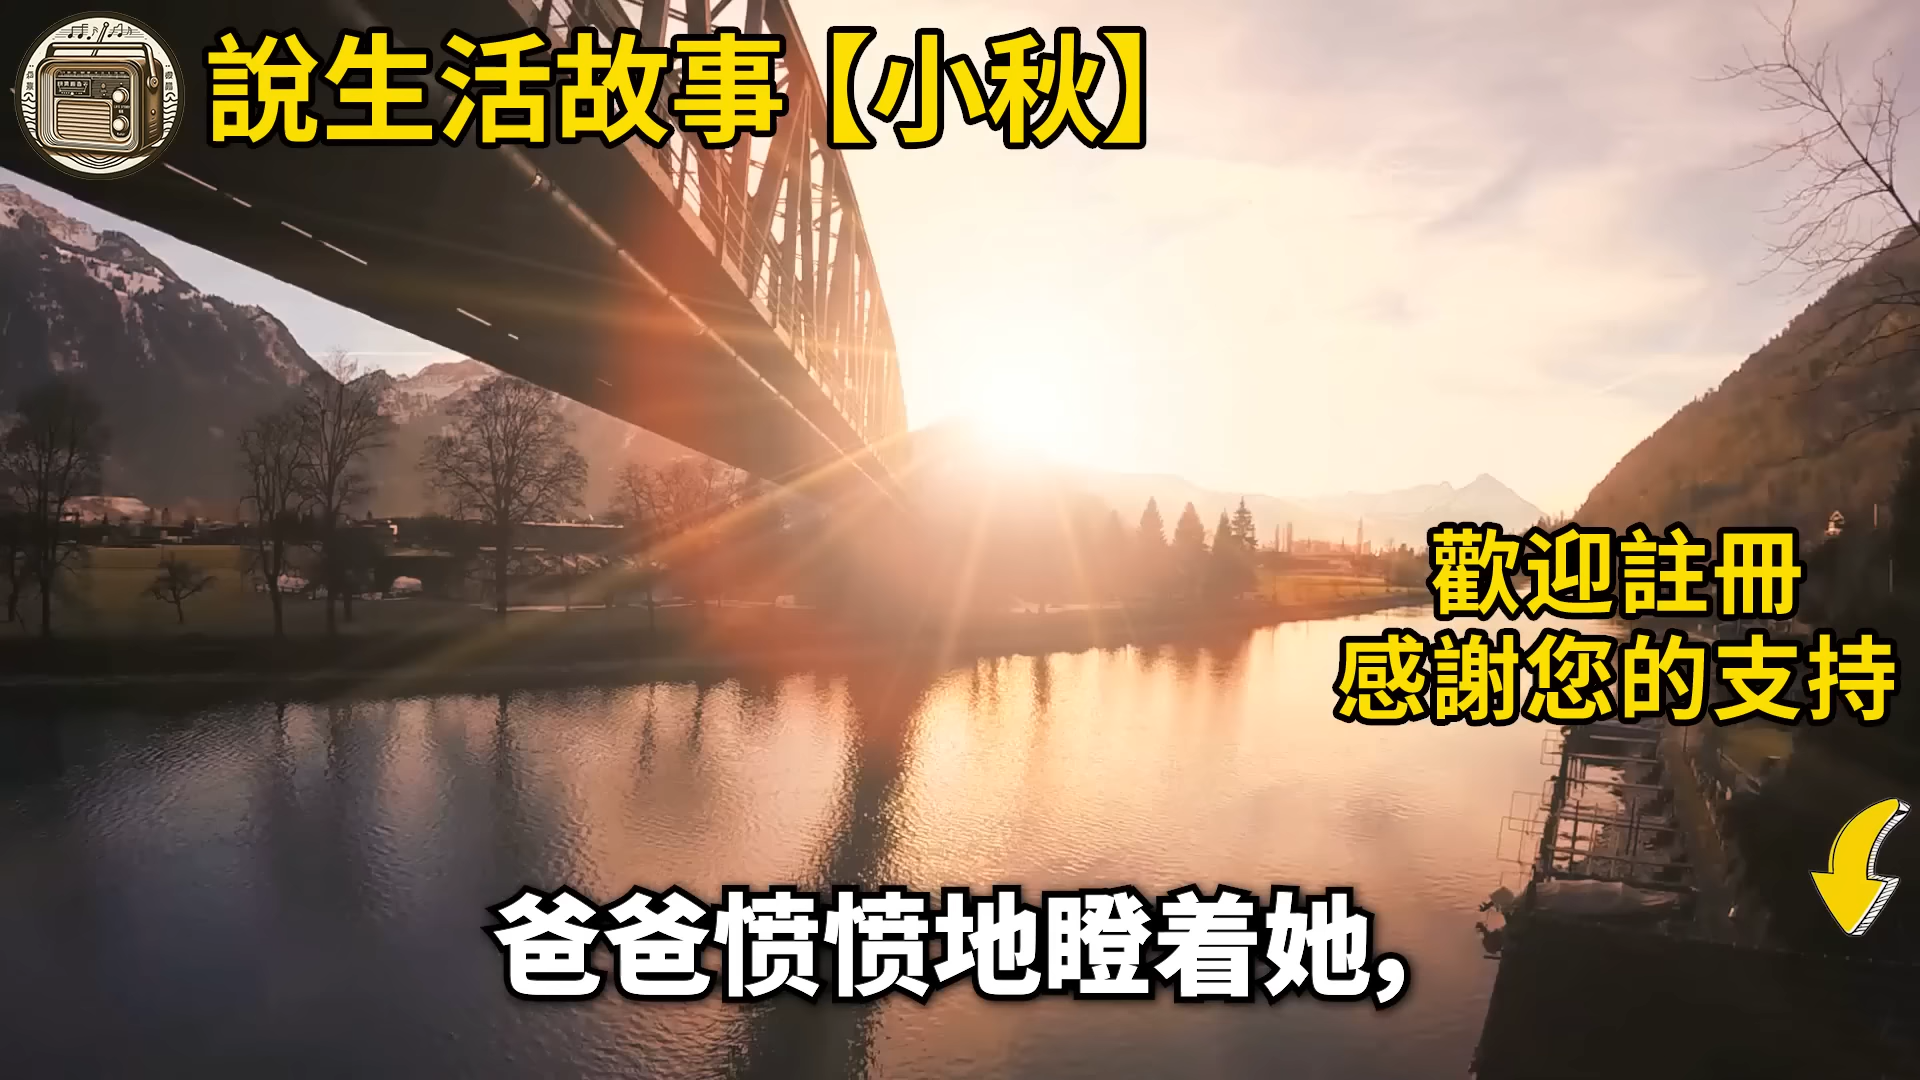 說生活故事【小秋】
歡迎註冊
感謝您的支持
爸爸愤愤地瞪着她,